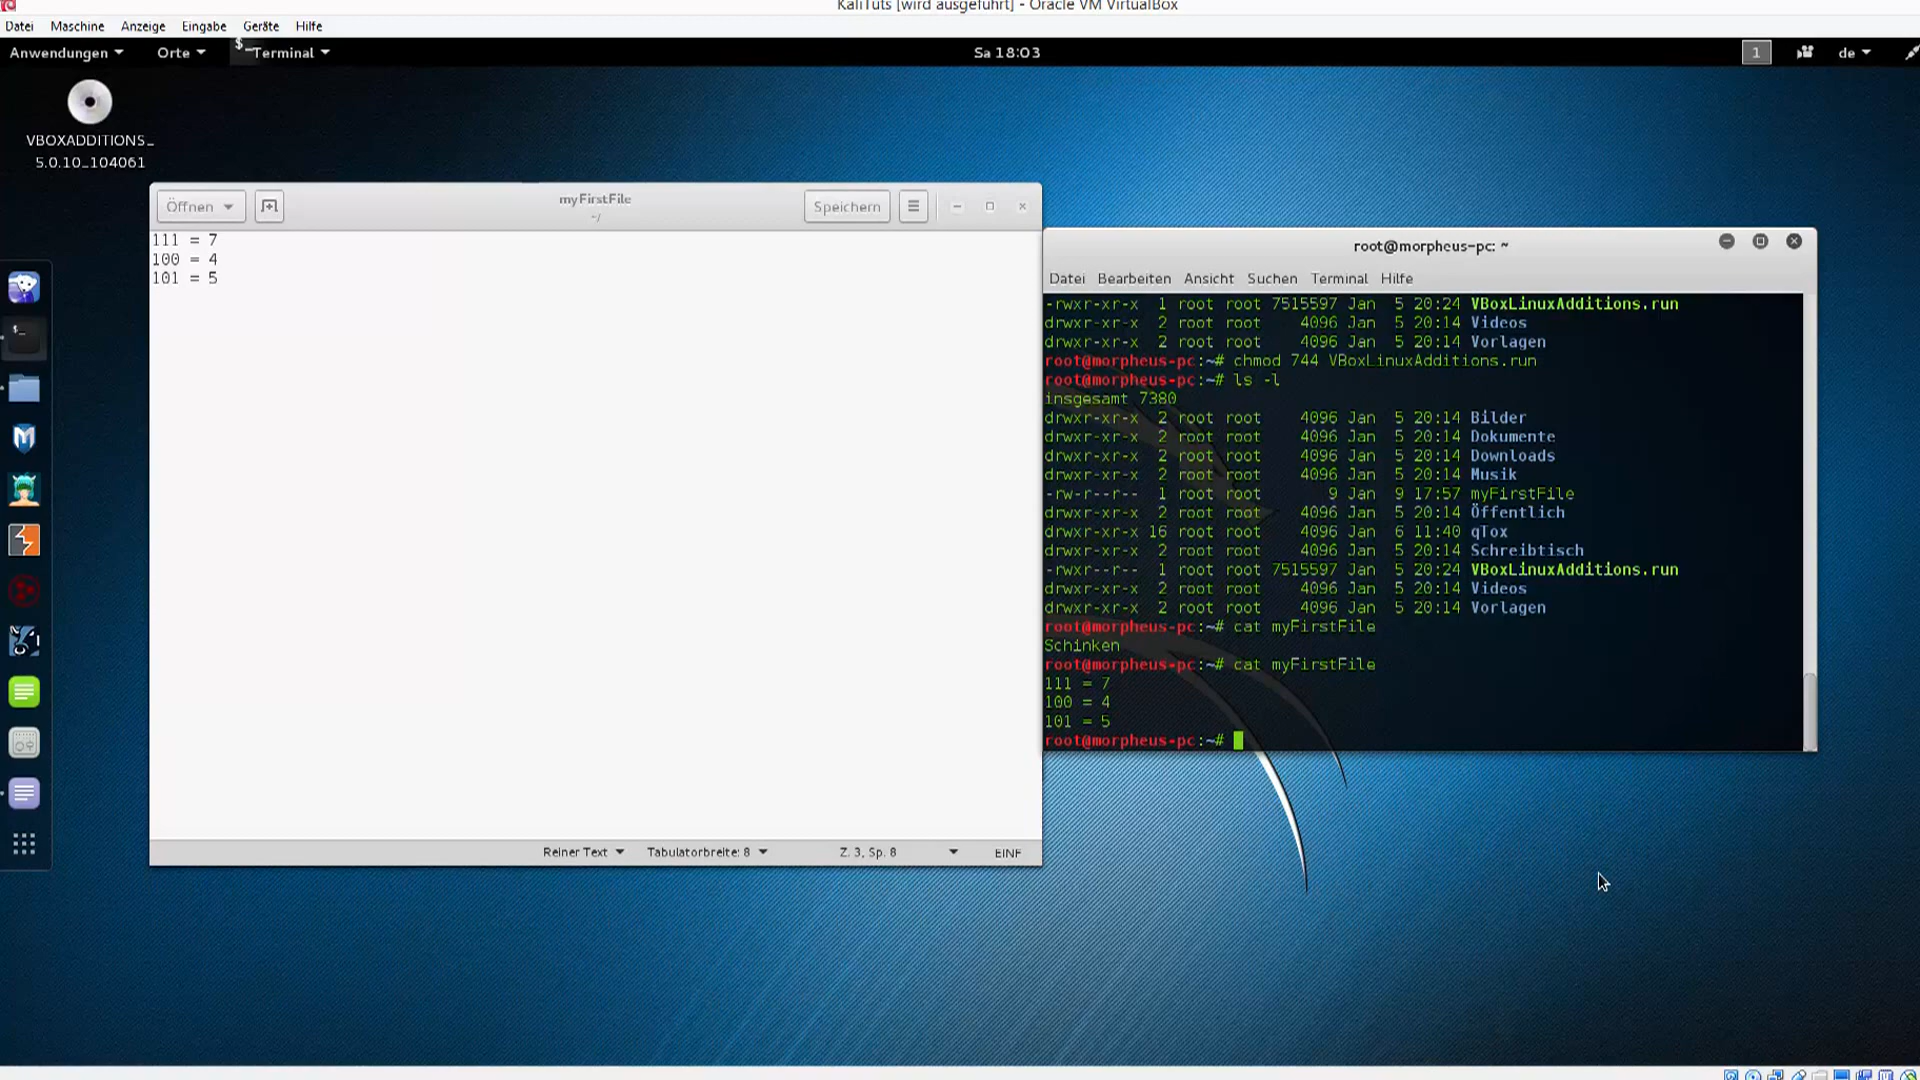 KaliTuts [wird ausgeführt] - Oracle VM VirtualBox
Datei Maschine Anzeige Eingabe Geräte Hilfe
Anwendungen Orte Terminal Sa 18:03 1 de
VBOXADDITIONS_
5.0.10_104061
Öffnen myFirstFile Speichern
~/
111 = 7
100 = 4
101 = 5
Reiner Text Tabulatorbreite: 8 Z. 3, Sp. 8 EINF
root@morpheus-pc: ~
Datei Bearbeiten Ansicht Suchen Terminal Hilfe
-rwxr-xr-x 1 root root 7515597 Jan 5 20:24 VBoxLinuxAdditions.run
drwxr-xr-x 2 root root 4096 Jan 5 20:14 Videos
drwxr-xr-x 2 root root 4096 Jan 5 20:14 Vorlagen
root@morpheus-pc:~# chmod 744 VBoxLinuxAdditions.run
root@morpheus-pc:~# ls -l
insgesamt 7380
drwxr-xr-x 2 root root 4096 Jan 5 20:14 Bilder
drwxr-xr-x 2 root root 4096 Jan 5 20:14 Dokumente
drwxr-xr-x 2 root root 4096 Jan 5 20:14 Downloads
drwxr-xr-x 2 root root 4096 Jan 5 20:14 Musik
-rw-r--r-- 1 root root 9 Jan 9 17:57 myFirstFile
drwxr-xr-x 2 root root 4096 Jan 5 20:14 Öffentlich
drwxr-xr-x 16 root root 4096 Jan 6 11:40 qTox
drwxr-xr-x 2 root root 4096 Jan 5 20:14 Schreibtisch
-rwxr--r-- 1 root root 7515597 Jan 5 20:24 VBoxLinuxAdditions.run
drwxr-xr-x 2 root root 4096 Jan 5 20:14 Videos
drwxr-xr-x 2 root root 4096 Jan 5 20:14 Vorlagen
root@morpheus-pc:~# cat myFirstFile
Schinken
root@morpheus-pc:~# cat myFirstFile
111 = 7
100 = 4
101 = 5
root@morpheus-pc:~#